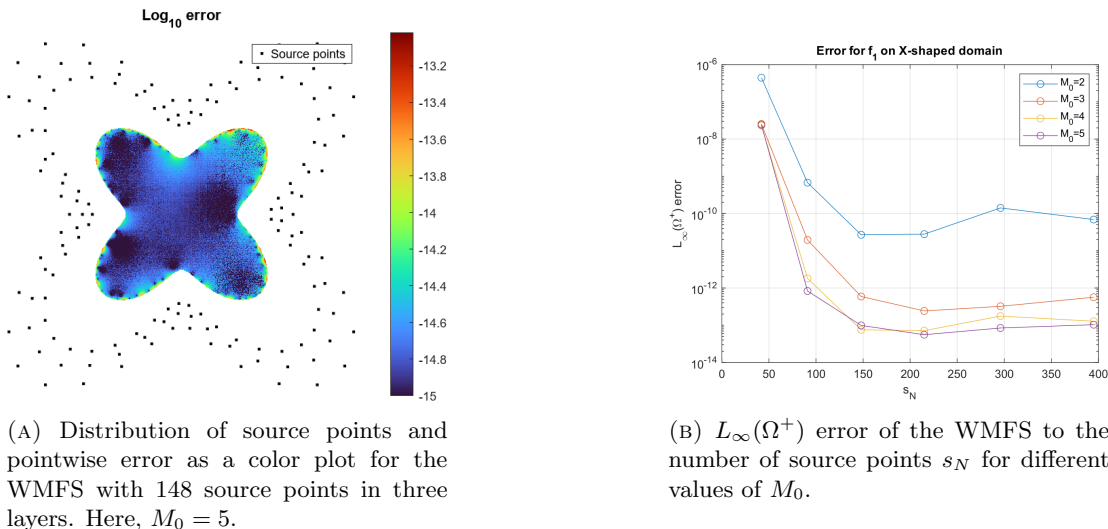 Log10 error
Source points
-13.2
-13.4
-13.6
-13.8
-14
-14.2
-14.4
-14.6
-14.8
-15
(A) Distribution of source points and
pointwise error as a color plot for the
WMFS with 148 source points in three
layers. Here, M₀ = 5.
Error for f₁ on X-shaped domain
L∞(Ω⁺) error
10⁻⁶
10⁻⁸
10⁻¹⁰
10⁻¹²
10⁻¹⁴
M₀=2
M₀=3
M₀=4
M₀=5
0 50 100 150 200 250 300 350 400
s_N
(B) L∞(Ω⁺) error of the WMFS to the
number of source points s_N for different
values of M₀.